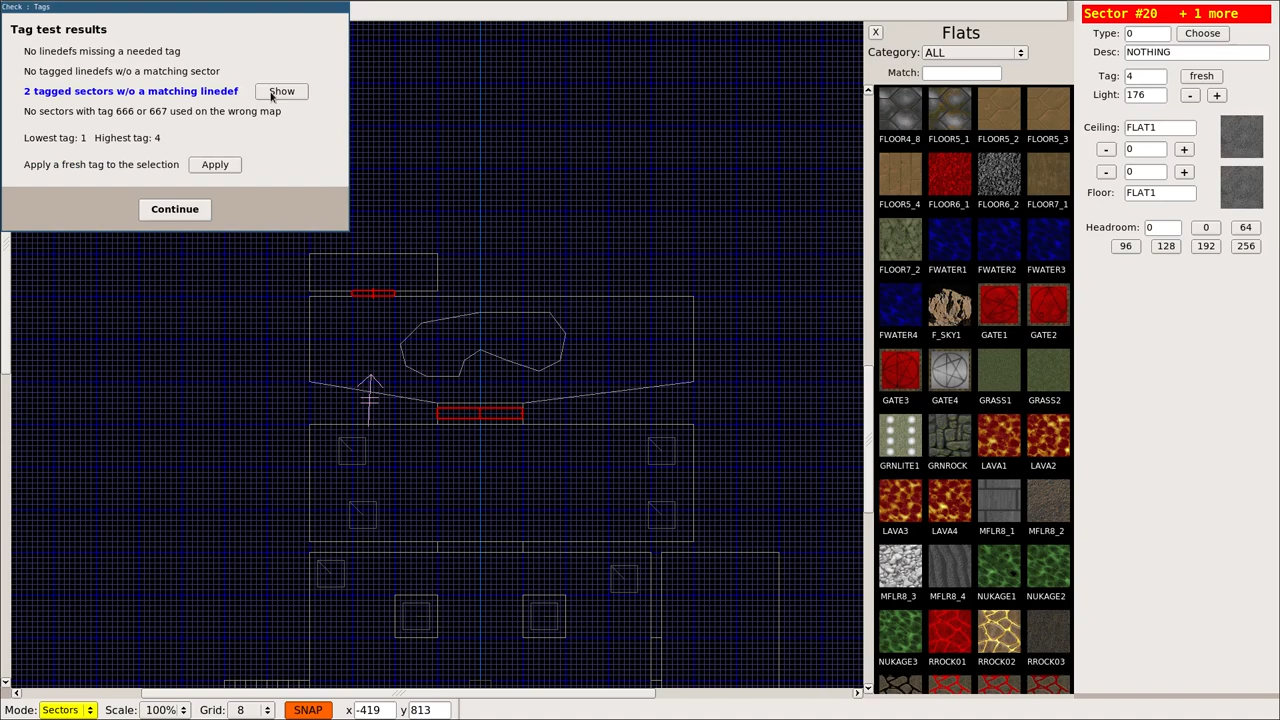 Check : Tags
Tag test results
No linedefs missing a needed tag
No tagged linedefs w/o a matching sector
2 tagged sectors w/o a matching linedef Show
No sectors with tag 666 or 667 used on the wrong map
Lowest tag: 1 Highest tag: 4
Apply a fresh tag to the selection Apply
Continue
X Flats
Category: ALL
Match:
FLOOR4_8 FLOOR5_1 FLOOR5_2 FLOOR5_3
FLOOR5_4 FLOOR6_1 FLOOR6_2 FLOOR7_1
FLOOR7_2 FWATER1 FWATER2 FWATER3
FWATER4 F_SKY1 GATE1 GATE2
GATE3 GATE4 GRASS1 GRASS2
GRNLITE1 GRNROCK LAVA1 LAVA2
LAVA3 LAVA4 MFLR8_1 MFLR8_2
MFLR8_3 MFLR8_4 NUKAGE1 NUKAGE2
NUKAGE3 RROCK01 RROCK02 RROCK03
Sector #20 + 1 more
Type: 0 Choose
Desc: NOTHING
Tag: 4 fresh
Light: 176 - +
Ceiling: FLAT1
- 0 +
- 0 +
Floor: FLAT1
Headroom: 0 0 64
96 128 192 256
Mode: Sectors Scale: 100% Grid: 8 SNAP x -419 y 813